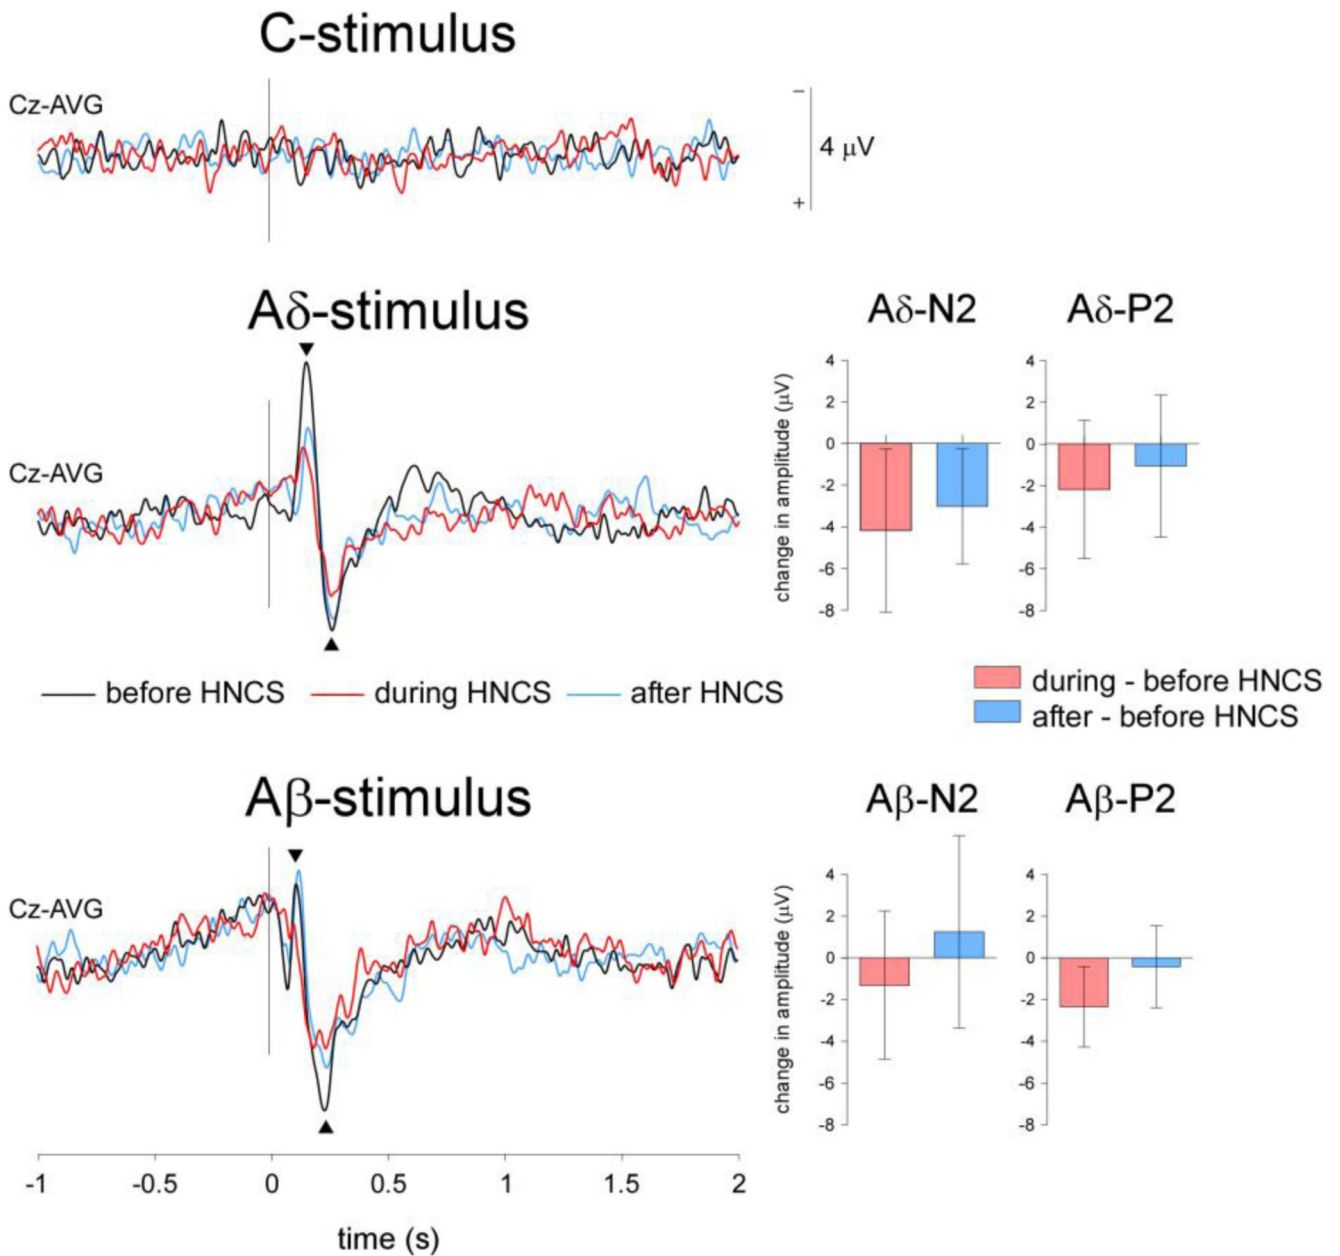 C-stimulus
Cz-AVG
−
4 μV
+
Aδ-stimulus
Cz-AVG
Aδ-N2
Aδ-P2
change in amplitude (μV)
4
2
0
-2
-4
-6
-8
4
2
0
-2
-4
-6
-8
before HNCS
during HNCS
after HNCS
during - before HNCS
after - before HNCS
Aβ-stimulus
Cz-AVG
Aβ-N2
Aβ-P2
change in amplitude (μV)
4
2
0
-2
-4
-6
-8
4
2
0
-2
-4
-6
-8
-1 -0.5 0 0.5 1 1.5 2
time (s)